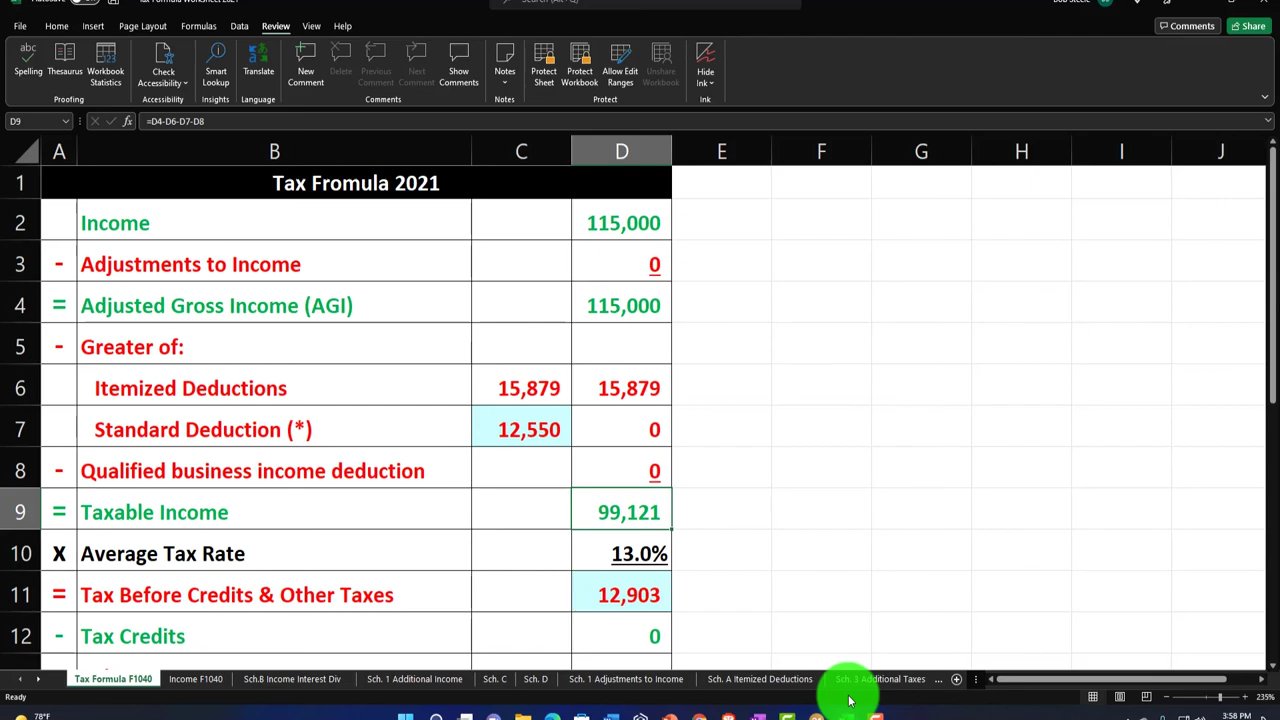 File Home Insert Page Layout Formulas Data Review View Help Comments Share
abc
Spelling Thesaurus Workbook Statistics Check Accessibility Smart Lookup Translate New Comment Delete Previous Comment Next Comment Show Comments Notes Protect Sheet Protect Workbook Allow Edit Ranges Unshare Workbook Hide Ink
Proofing Accessibility Insights Language Comments Notes Protect Ink
D9 fx =D4-D6-D7-D8
A B C D E F G H I J
1 Tax Fromula 2021
2 Income 115,000
3 - Adjustments to Income 0
4 = Adjusted Gross Income (AGI) 115,000
5 - Greater of:
6 Itemized Deductions 15,879 15,879
7 Standard Deduction (*) 12,550 0
8 - Qualified business income deduction 0
9 = Taxable Income 99,121
10 X Average Tax Rate 13.0%
11 = Tax Before Credits & Other Taxes 12,903
12 - Tax Credits 0
Tax Formula F1040 Income F1040 Sch.B Income Interest Div Sch. 1 Additional Income Sch. C Sch. D Sch. 1 Adjustments to Income Sch. A Itemized Deductions Sch. 3 Additional Taxes ...
Ready 235%
78°F 3:58 PM